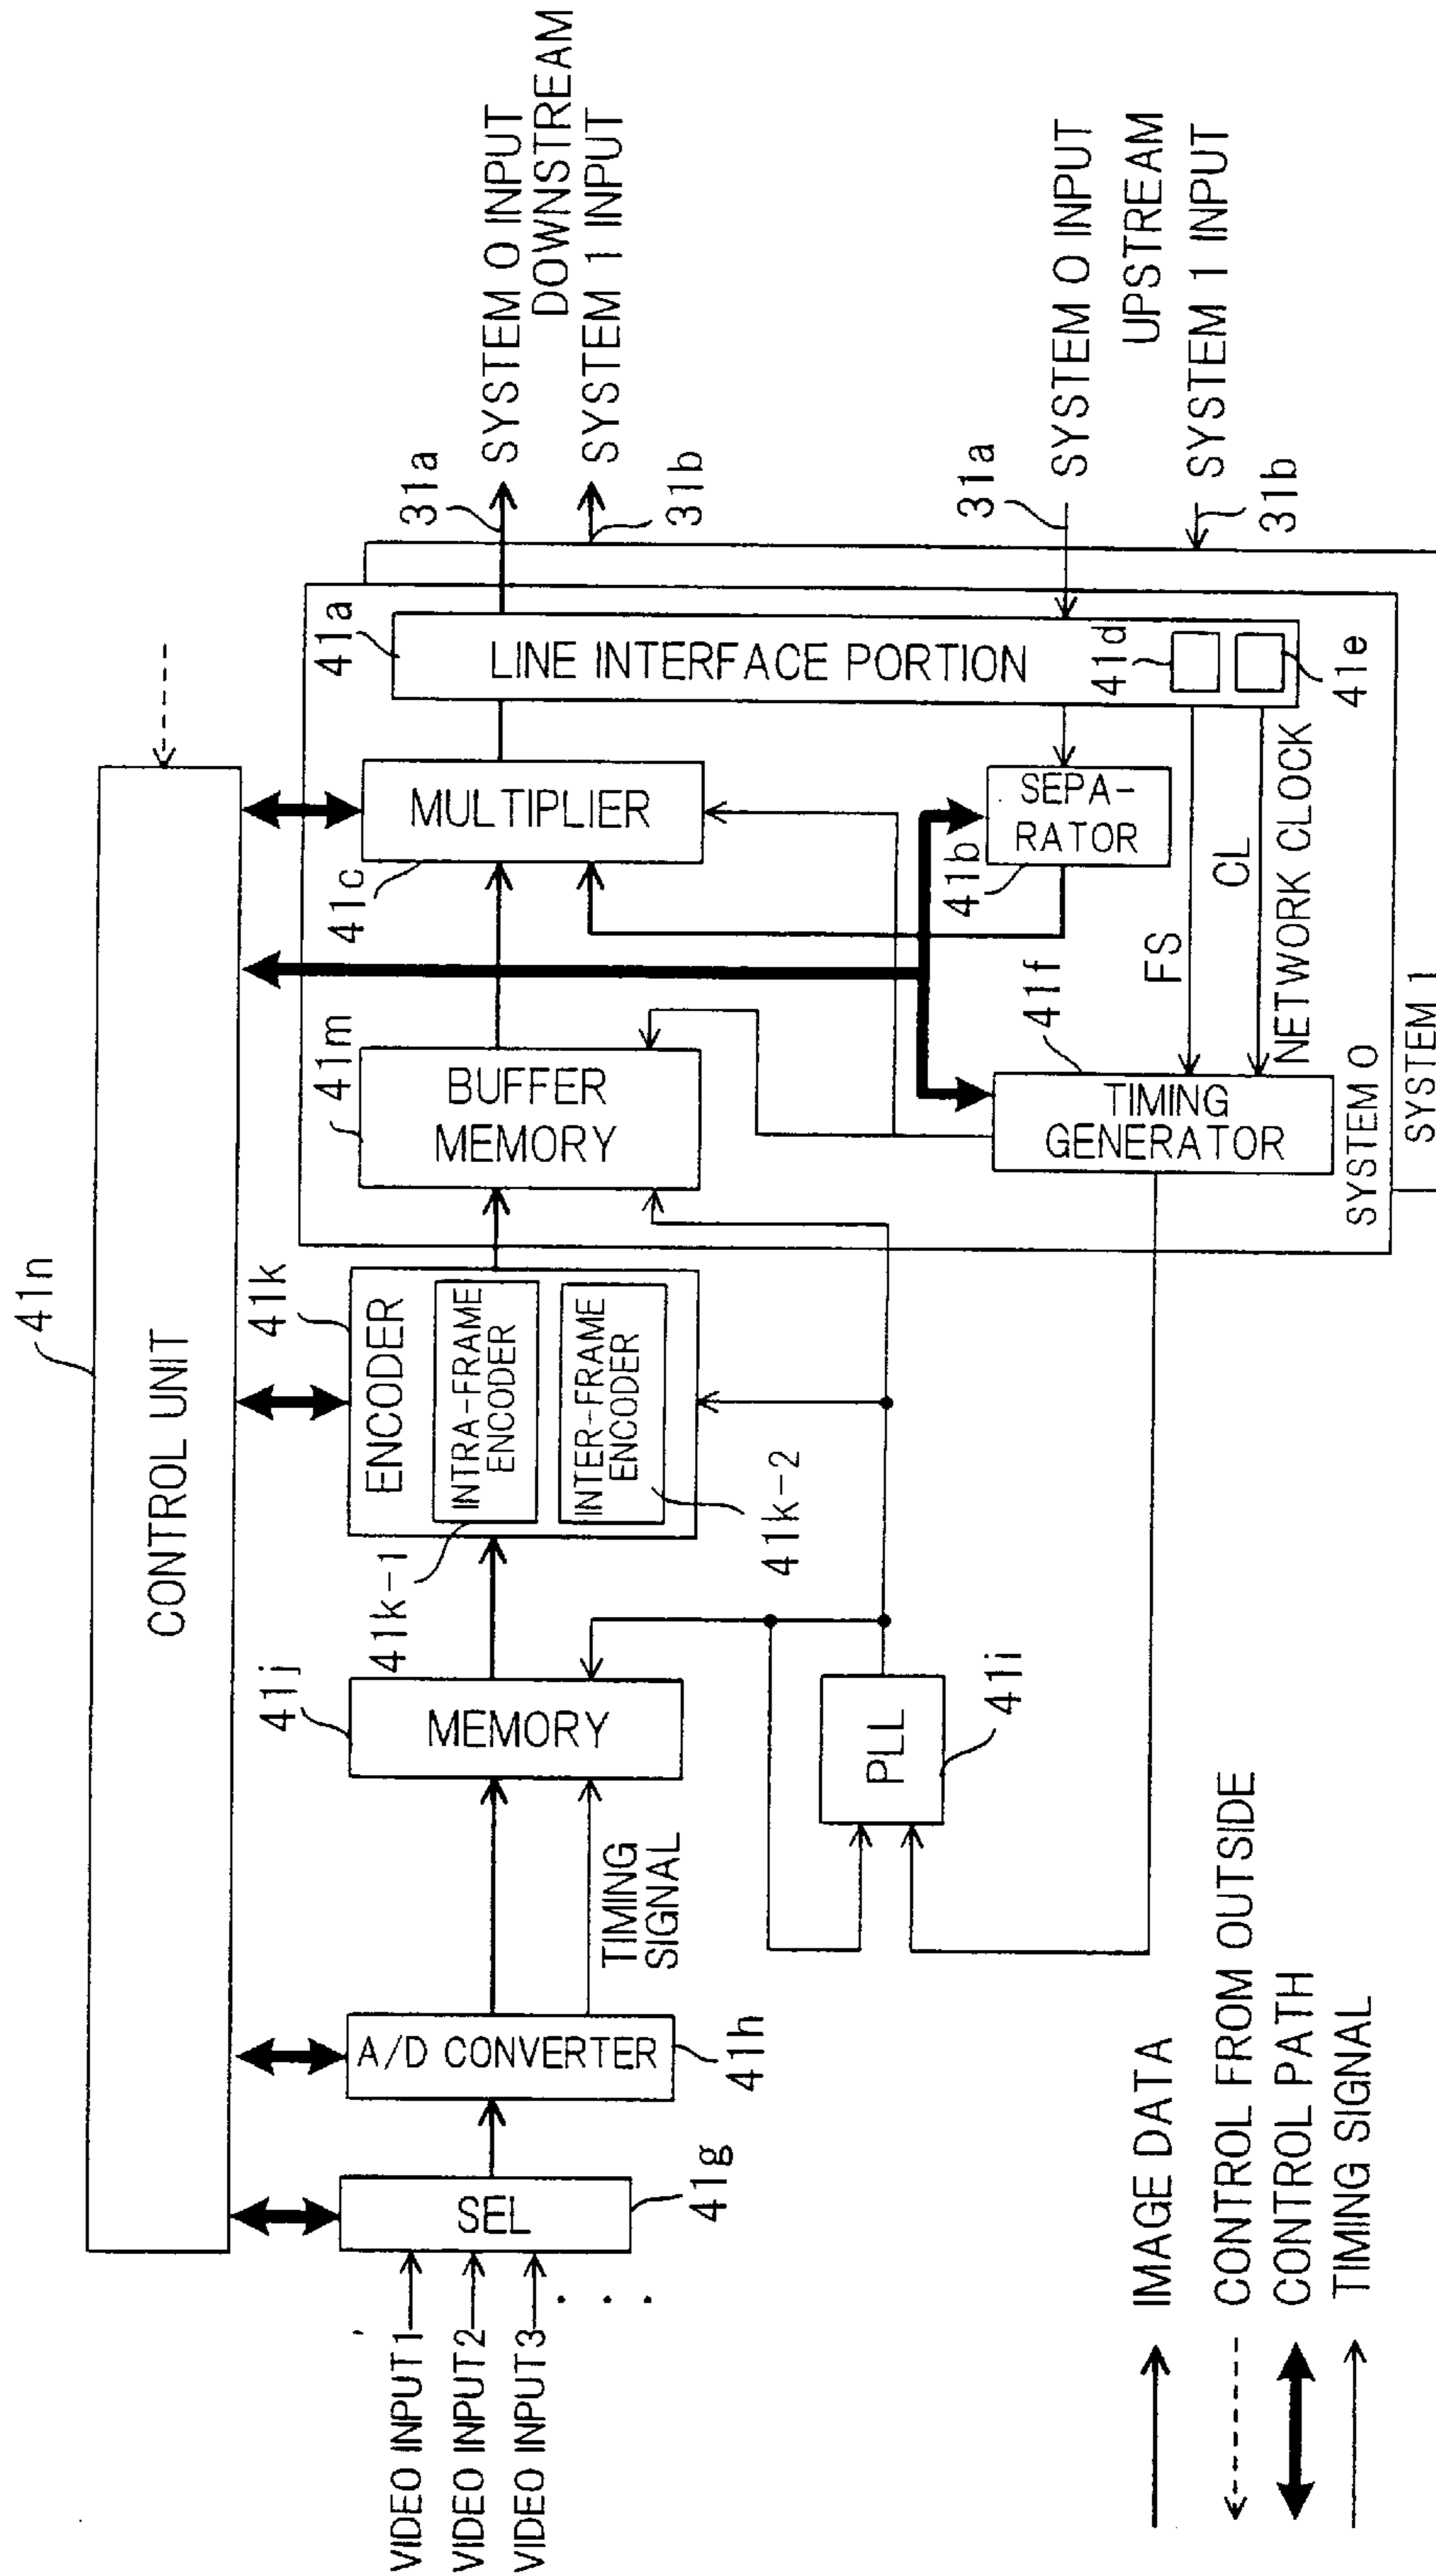 41n
CONTROL UNIT
VIDEO INPUT1
VIDEO INPUT2
VIDEO INPUT3
SEL
41g
A/D CONVERTER
41h
TIMING
SIGNAL
41j
MEMORY
PLL
41i
41k
ENCODER
INTRA-FRAME
ENCODER
INTER-FRAME
ENCODER
41k-1
41k-2
41m
BUFFER
MEMORY
MULTIPLIER
41c
41a
LINE INTERFACE PORTION
41d
41e
SEPA-
RATOR
41b
41f
TIMING
GENERATOR
FS
CL
NETWORK CLOCK
SYSTEM 0
SYSTEM 1
31a
SYSTEM 0 INPUT
DOWNSTREAM
SYSTEM 1 INPUT
31b
31a
SYSTEM 0 INPUT
UPSTREAM
SYSTEM 1 INPUT
31b
IMAGE DATA
CONTROL FROM OUTSIDE
CONTROL PATH
TIMING SIGNAL